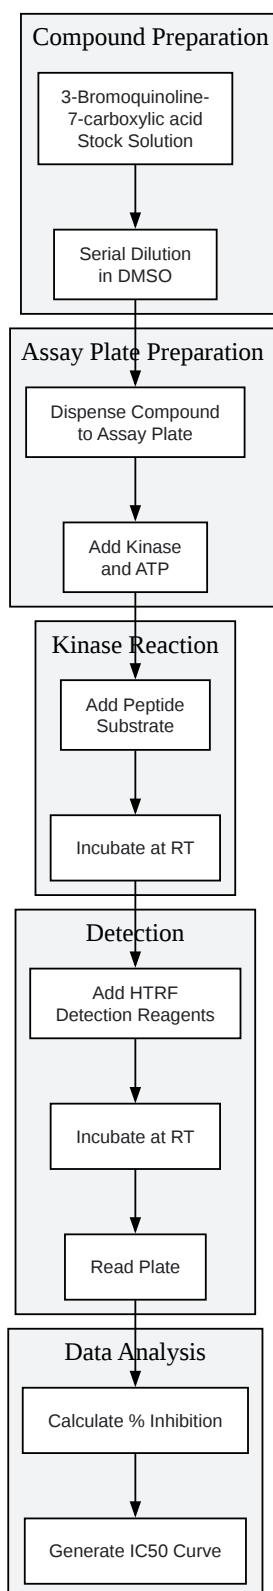 Compound Preparation
3-Bromoquinoline-
7-carboxylic acid
Stock Solution
Serial Dilution
in DMSO
Assay Plate Preparation
Dispense Compound
to Assay Plate
Add Kinase
and ATP
Kinase Reaction
Add Peptide
Substrate
Incubate at RT
Detection
Add HTRF
Detection Reagents
Incubate at RT
Read Plate
Data Analysis
Calculate % Inhibition
Generate IC50 Curve